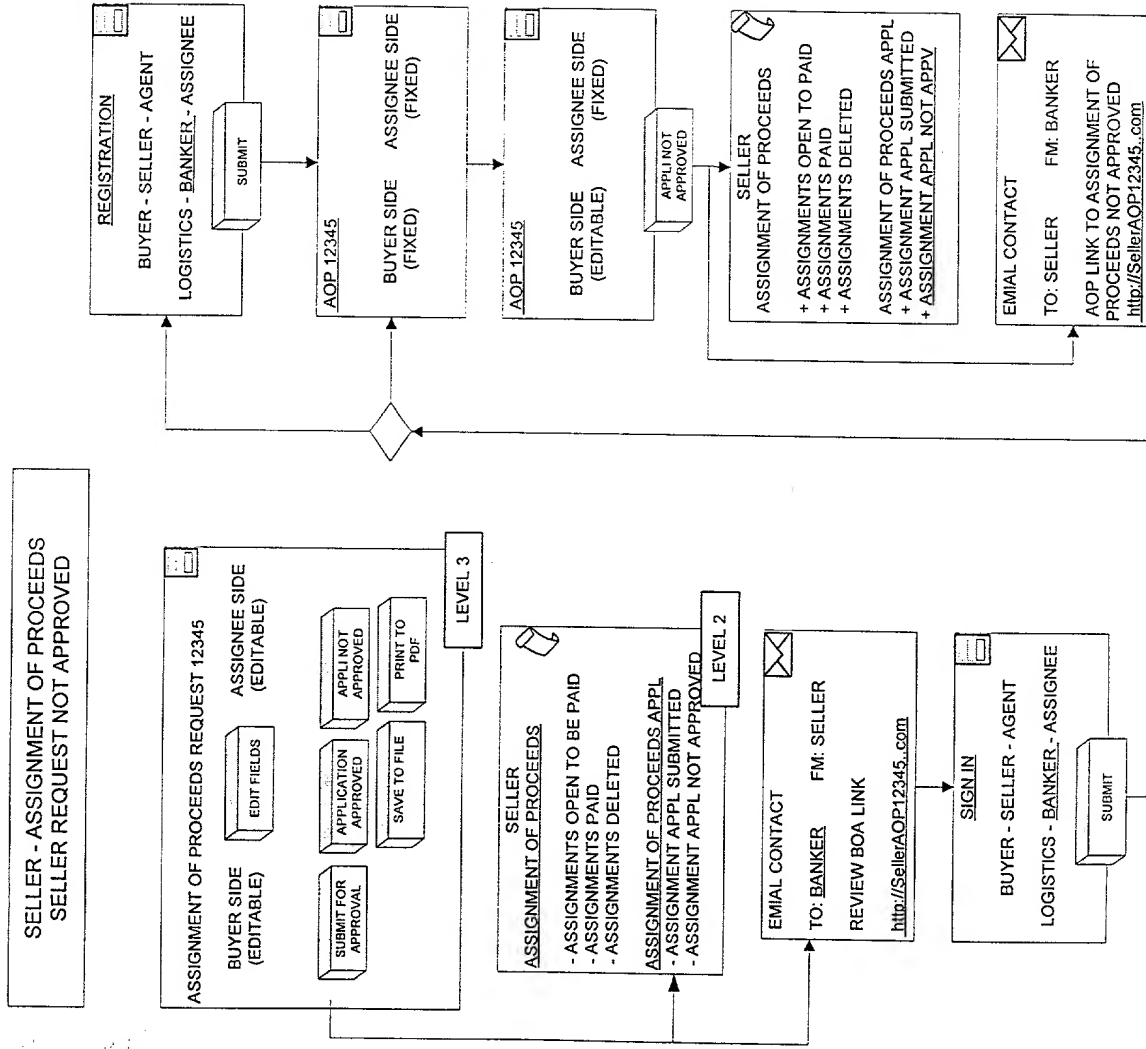 SELLER - ASSIGNMENT OF PROCEEDS
SELLER REQUEST NOT APPROVED
ASSIGNMENT OF PROCEEDS REQUEST 12345
BUYER SIDE
(EDITABLE)
EDIT FIELDS
ASSIGNEE SIDE
(EDITABLE)
SUBMIT FOR
APPROVAL
APPLICATION
APPROVED
APPLI NOT
APPROVED
SAVE TO FILE
PRINT TO
PDF
LEVEL 3
SELLER
ASSIGNMENT OF PROCEEDS
- ASSIGNMENTS OPEN TO BE PAID
- ASSIGNMENTS PAID
- ASSIGNMENTS DELETED
ASSIGNMENT OF PROCEEDS APPL
- ASSIGNMENT APPL SUBMITTED
- ASSIGNMENT APPL NOT APPROVED
LEVEL 2
EMIAL CONTACT
TO: BANKER FM: SELLER
REVIEW BOA LINK
http://SellerAOP12345..com
SIGN IN
BUYER - SELLER - AGENT
LOGISTICS - BANKER - ASSIGNEE
SUBMIT
REGISTRATION
BUYER - SELLER - AGENT
LOGISTICS - BANKER - ASSIGNEE
SUBMIT
AOP 12345
BUYER SIDE ASSIGNEE SIDE
(FIXED) (FIXED)
AOP 12345
BUYER SIDE ASSIGNEE SIDE
(EDITABLE) (FIXED)
APPLI NOT
APPROVED
SELLER
ASSIGNMENT OF PROCEEDS
+ ASSIGNMENTS OPEN TO PAID
+ ASSIGNMENTS PAID
+ ASSIGNMENTS DELETED
ASSIGNMENT OF PROCEEDS APPL
+ ASSIGNMENT APPL SUBMITTED
+ ASSIGNMENT APPL NOT APPV
EMIAL CONTACT
TO: SELLER FM: BANKER
AOP LINK TO ASSIGNMENT OF
PROCEEDS NOT APPROVED
http://SellerAOP12345..com